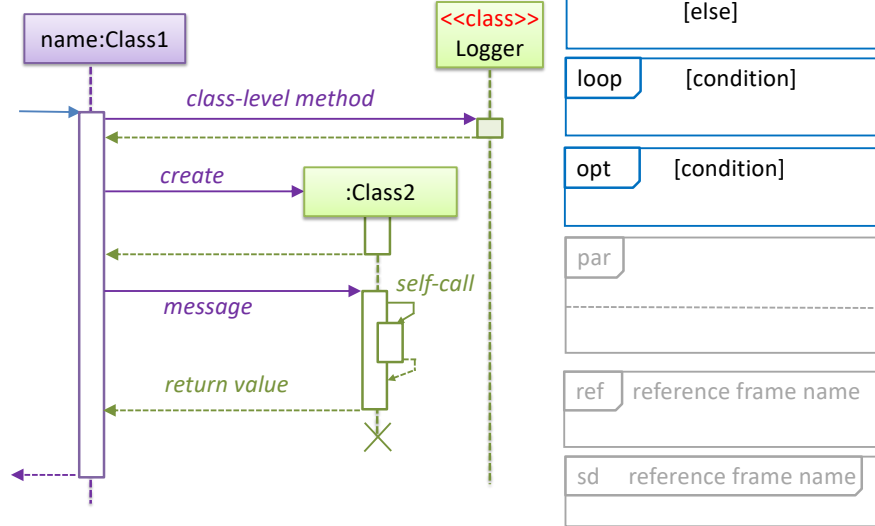 name:Class1
<<class>>
Logger
class-level method
create
:Class2
self-call
message
return value
[else]
loop [condition]
opt [condition]
par
ref reference frame name
sd reference frame name